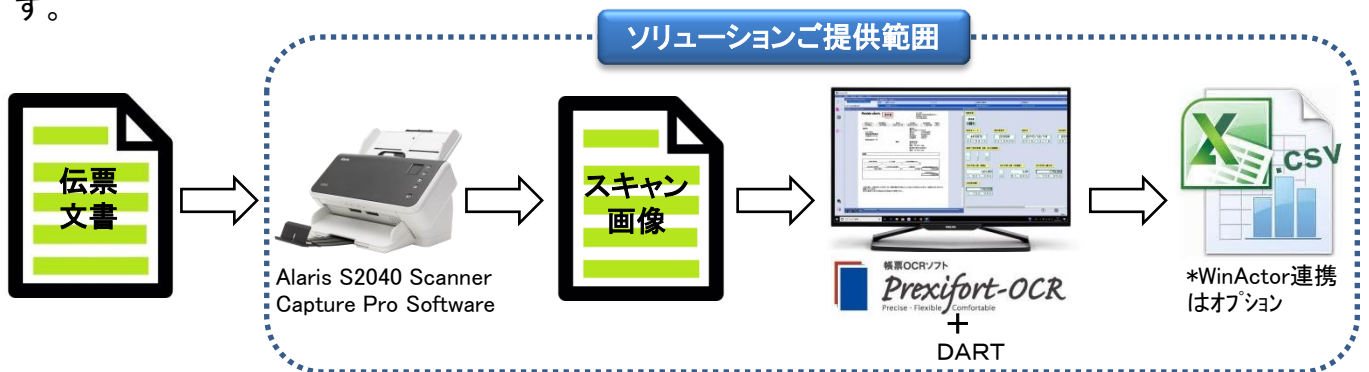 す。
ソリューションご提供範囲
伝票
文書
Alaris S2040 Scanner
Capture Pro Software
スキャン
画像
帳票OCRソフト
Prexifort-OCR
Precise・Flexible Comfortable
+
DART
.csv
*WinActor連携
はオプション